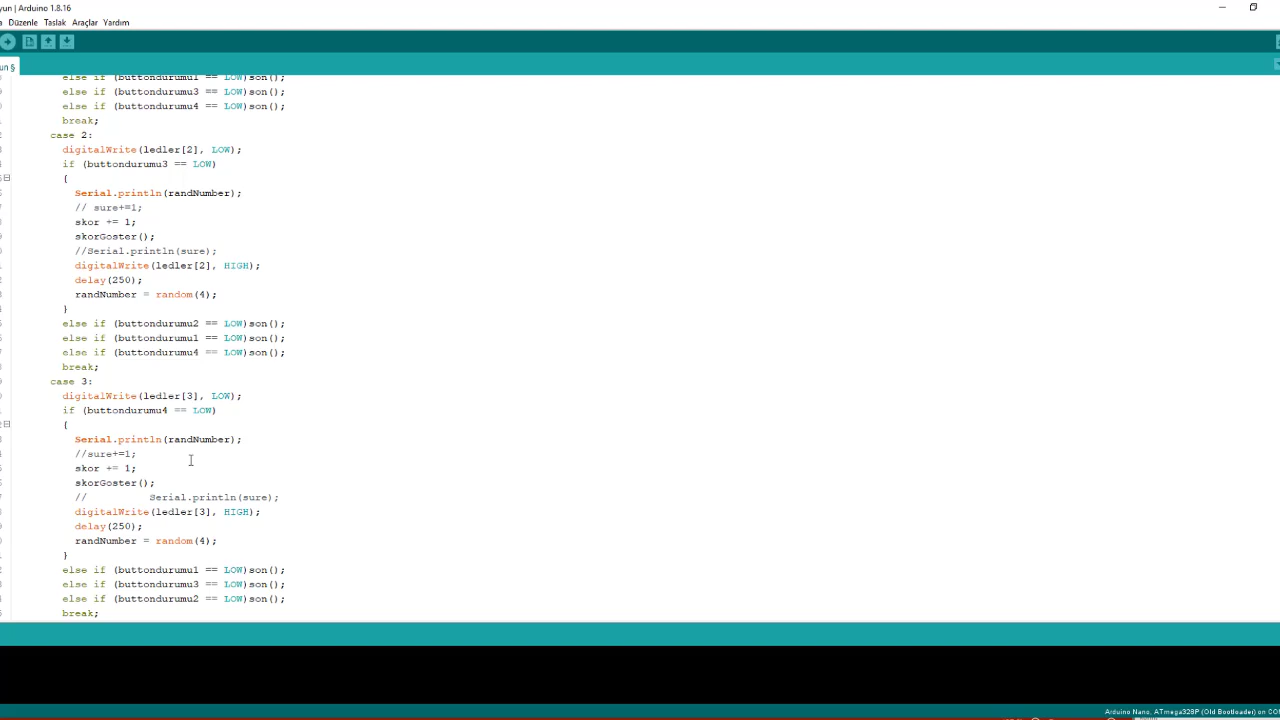 yun | Arduino 1.8.16
Düzenle Taslak Araçlar Yardım
un §
else if (buttondurumu1 == LOW)son();
else if (buttondurumu3 == LOW)son();
else if (buttondurumu4 == LOW)son();
break;
case 2:
digitalWrite(ledler[2], LOW);
if (buttondurumu3 == LOW)
{
Serial.println(randNumber);
// sure+=1;
skor += 1;
skorGoster();
//Serial.println(sure);
digitalWrite(ledler[2], HIGH);
delay(250);
randNumber = random(4);
}
else if (buttondurumu2 == LOW)son();
else if (buttondurumu1 == LOW)son();
else if (buttondurumu4 == LOW)son();
break;
case 3:
digitalWrite(ledler[3], LOW);
if (buttondurumu4 == LOW)
{
Serial.println(randNumber);
//sure+=1;
skor += 1;
skorGoster();
// Serial.println(sure);
digitalWrite(ledler[3], HIGH);
delay(250);
randNumber = random(4);
}
else if (buttondurumu1 == LOW)son();
else if (buttondurumu3 == LOW)son();
else if (buttondurumu2 == LOW)son();
break;
Arduino Nano, ATmega328P (Old Bootloader) on CO